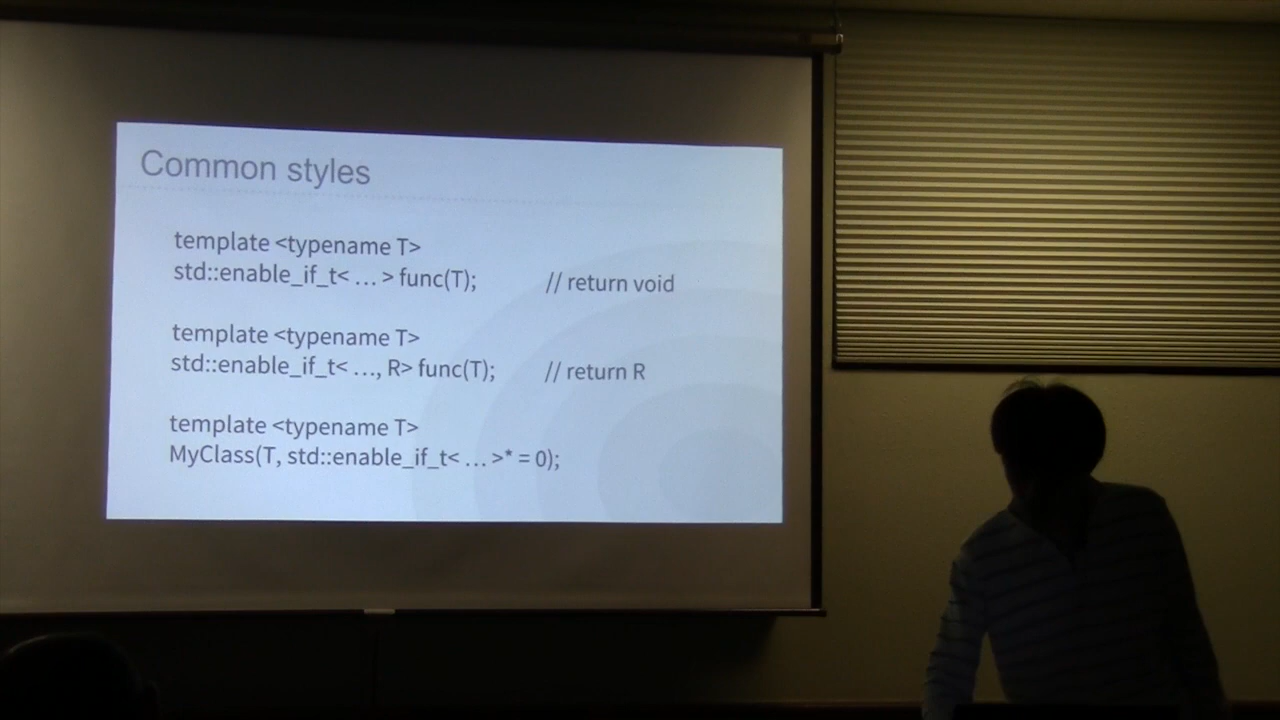 Common styles
template <typename T>
std::enable_if_t< … > func(T); // return void
template <typename T>
std::enable_if_t< …, R> func(T); // return R
template <typename T>
MyClass(T, std::enable_if_t< … >* = 0);